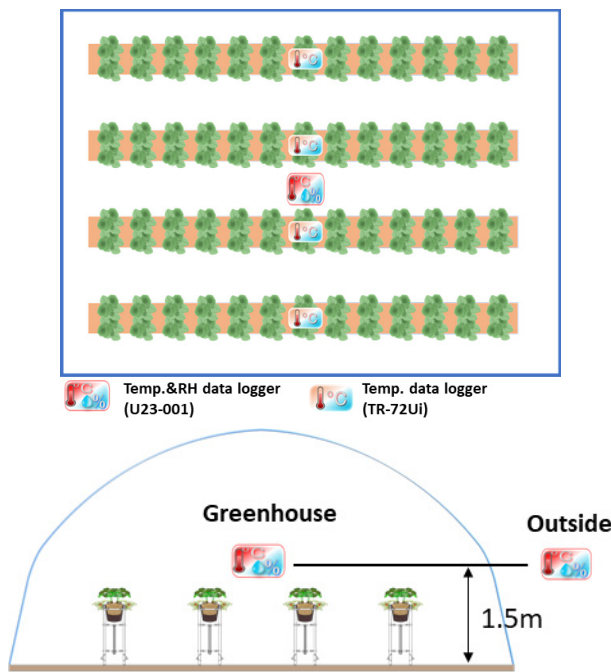 °C
°C
°C
%
°C
°C
°C
%
Temp.&RH data logger
(U23-001)
°C
Temp. data logger
(TR-72Ui)
Greenhouse
Outside
°C
%
°C
%
1.5m